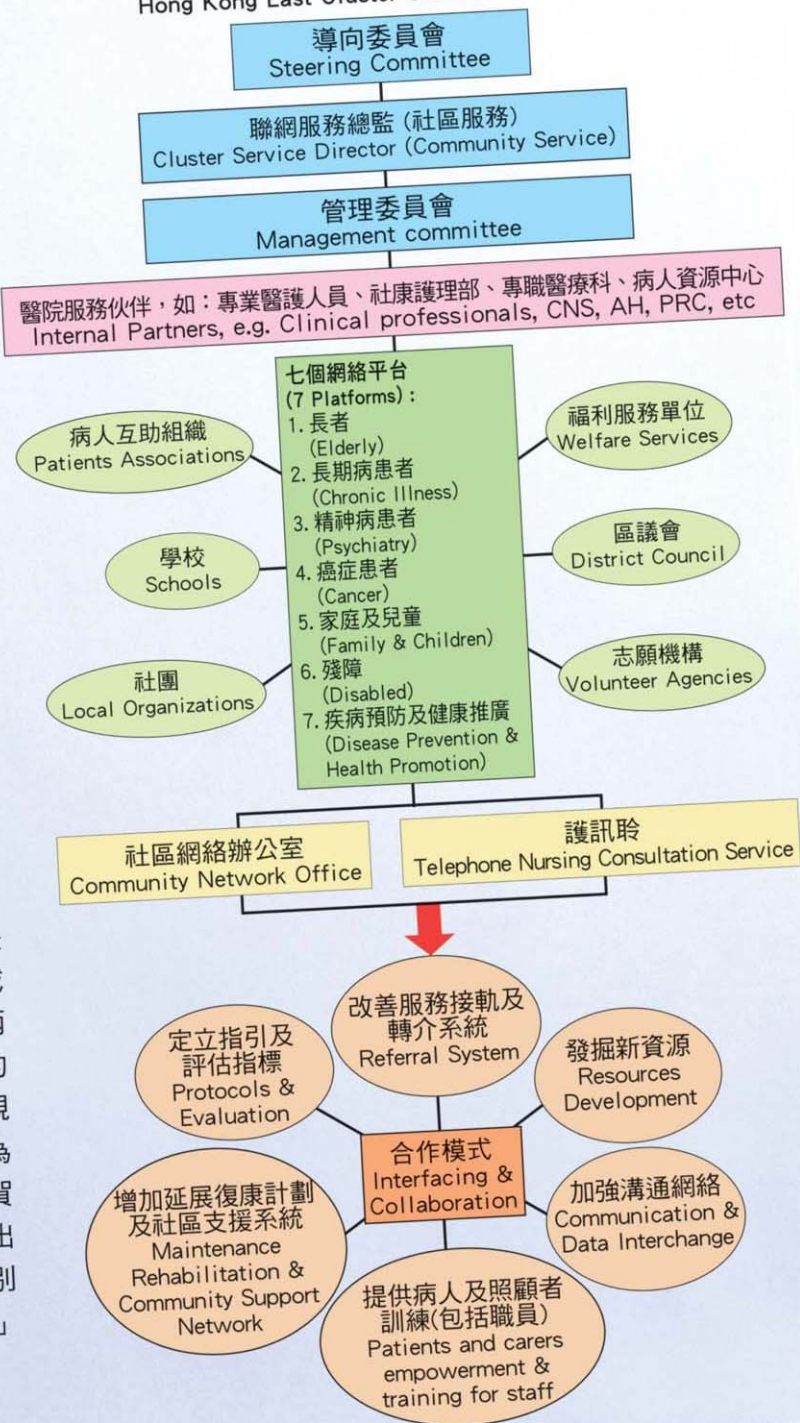 Hong Kong East Cluster
導向委員會
Steering Committee
聯網服務總監 (社區服務)
Cluster Service Director (Community Service)
管理委員會
Management committee
醫院服務伙伴，如：專業醫護人員、社康護理部、專職醫療科、病人資源中心
Internal Partners, e.g. Clinical professionals, CNS, AH, PRC, etc
七個網絡平台
(7 Platforms) :
1. 長者
(Elderly)
2. 長期病患者
(Chronic Illness)
3. 精神病患者
(Psychiatry)
4. 癌症患者
(Cancer)
5. 家庭及兒童
(Family & Children)
6. 殘障
(Disabled)
7. 疾病預防及健康推廣
(Disease Prevention &
Health Promotion)
病人互助組織
Patients Associations
學校
Schools
社團
Local Organizations
福利服務單位
Welfare Services
區議會
District Council
志願機構
Volunteer Agencies
社區網絡辦公室
Community Network Office
護訊聆
Telephone Nursing Consultation Service
改善服務接軌及
轉介系統
Referral System
定立指引及
評估指標
Protocols &
Evaluation
發掘新資源
Resources
Development
合作模式
Interfacing &
Collaboration
增加延展復康計劃
及社區支援系統
Maintenance
Rehabilitation &
Community Support
Network
加強溝通網絡
Communication &
Data Interchange
提供病人及照顧者
訓練(包括職員)
Patients and carers
empowerment &
training for staff